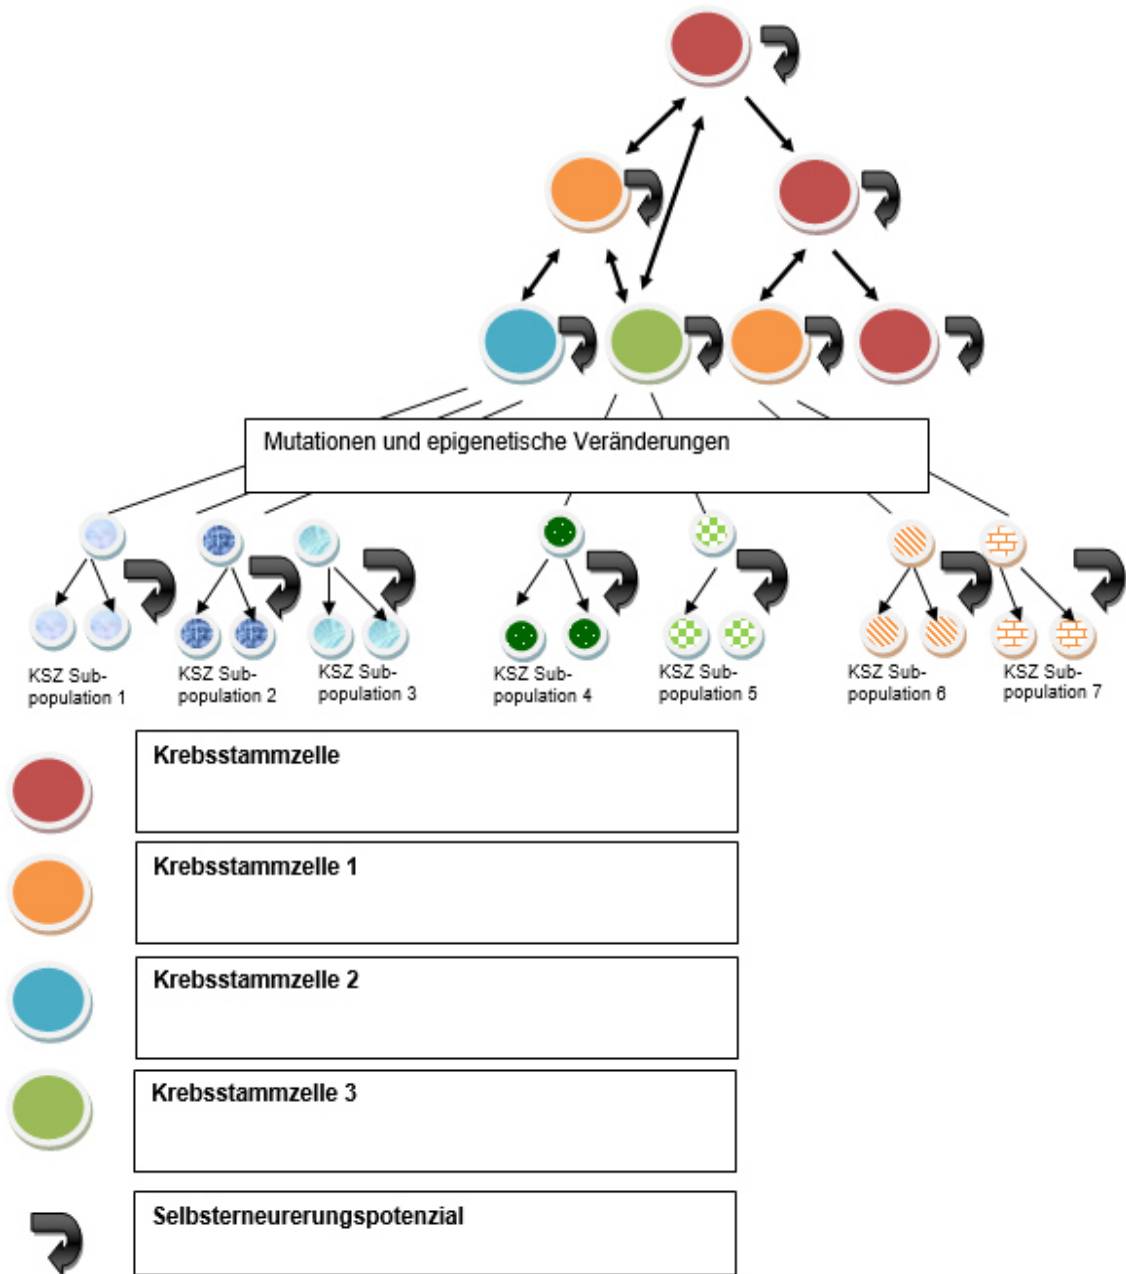 Mutationen und epigenetische Veränderungen
KSZ Sub-
population 1
KSZ Sub-
population 2
KSZ Sub-
population 3
KSZ Sub-
population 4
KSZ Sub-
population 5
KSZ Sub-
population 6
KSZ Sub-
population 7
Krebsstammzelle
Krebsstammzelle 1
Krebsstammzelle 2
Krebsstammzelle 3
Selbsterneurerungspotenzial